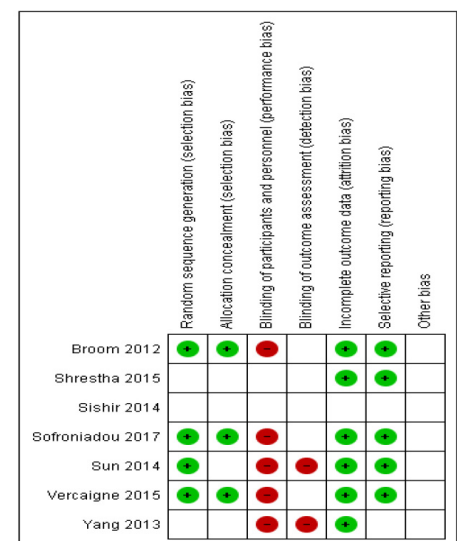 Random sequence generation (selection bias)
Allocation concealment (selection bias)
Blinding of participants and personnel (performance bias)
Blinding of outcome assessment (detection bias)
Incomplete outcome data (attrition bias)
Selective reporting (reporting bias)
Other bias
Broom 2012 + + - + +
Shrestha 2015 + +
Sishir 2014
Sofroniadou 2017 + + - + +
Sun 2014 + - - + +
Vercaigne 2015 + + - + +
Yang 2013 - - +